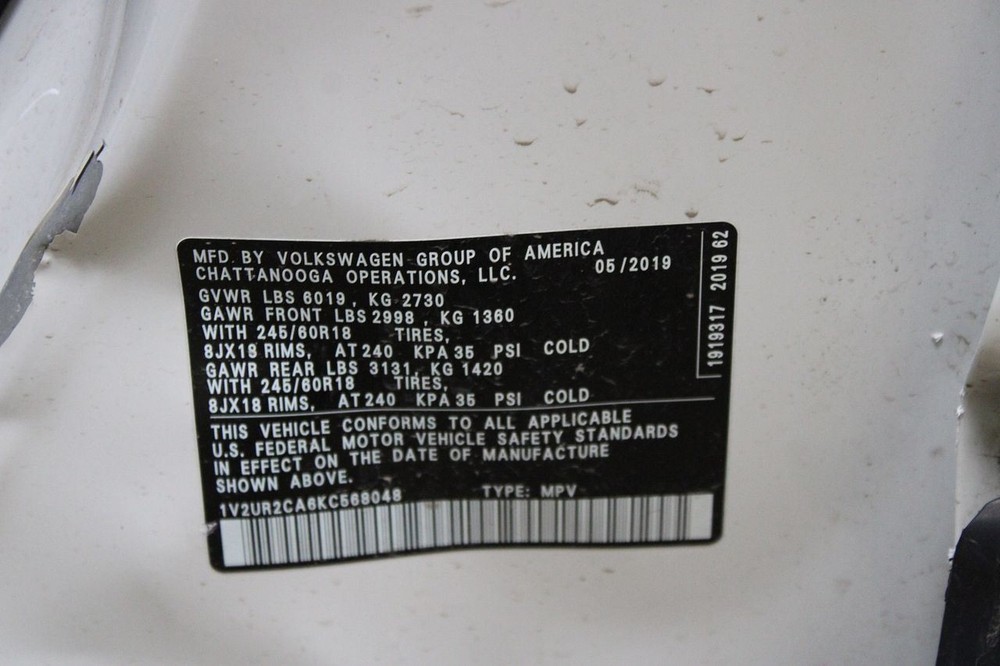 MFD. BY VOLKSWAGEN GROUP OF AMERICA
CHATTANOOGA OPERATIONS, LLC.
05/2019
GVWR LBS 6019, KG 2730
GAWR FRONT LBS 2998, KG 1360
WITH 245/60R18 TIRES,
8JX18 RIMS, AT 240 KPA 35 PSI COLD
GAWR REAR LBS 3131, KG 1420
WITH 245/60R18 TIRES,
8JX18 RIMS, AT 240 KPA 35 PSI COLD
THIS VEHICLE CONFORMS TO ALL APPLICABLE
U.S. FEDERAL MOTOR VEHICLE SAFETY STANDARDS
IN EFFECT ON THE DATE OF MANUFACTURE
SHOWN ABOVE.
1V2UR2CA6KC568048 TYPE: MPV
1919317 2019 62